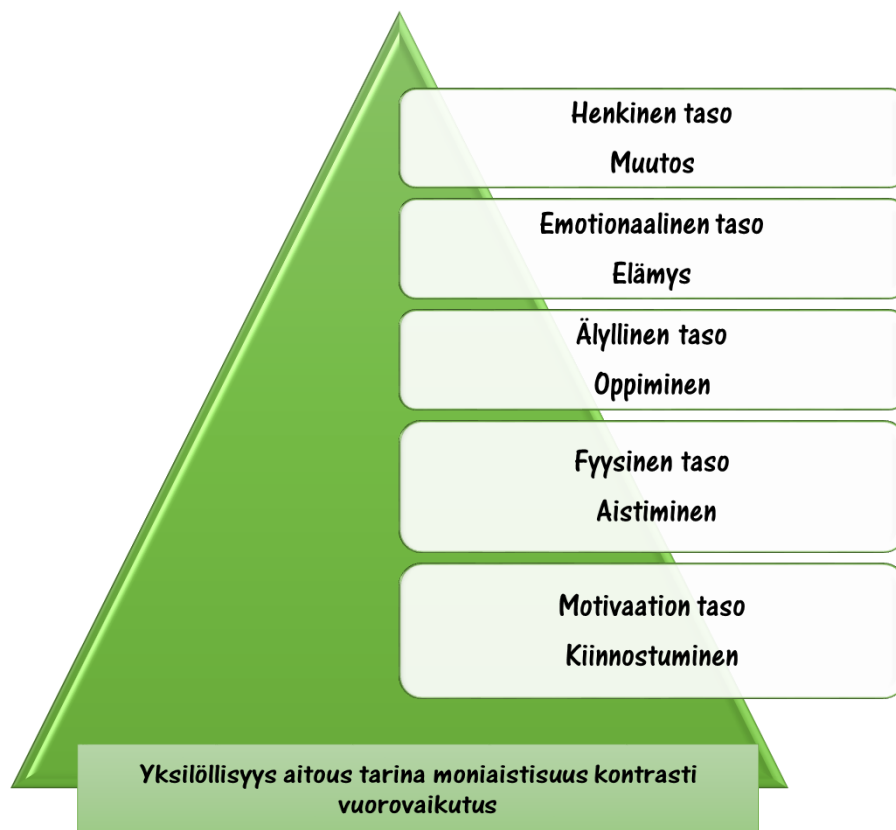 Henkinen taso
Muutos
Emotionaalinen taso
Elämys
Älyllinen taso
Oppiminen
Fyysinen taso
Aistiminen
Motivaation taso
Kiinnostuminen
Yksilöllisyys aitous tarina moniaistisuus kontrasti
vuorovaikutus